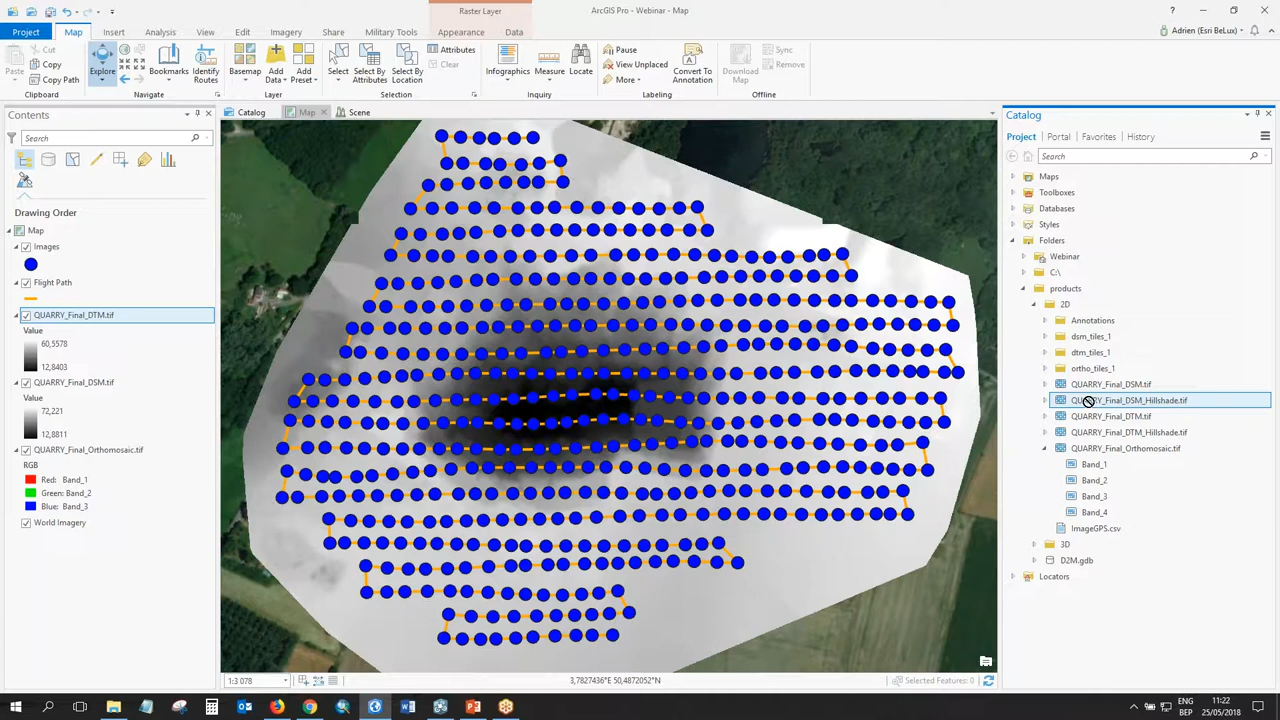 Raster Layer
ArcGIS Pro - Webinar - Map
Project Map Insert Analysis View Edit Imagery Share Military Tools Appearance Data
Adrien (Esri BeLux)
Paste
Cut
Copy
Copy Path
Clipboard
Explore
Bookmarks
Identify
Routes
Navigate
Basemap
Add
Data
Add
Preset
Layer
Select
Select By
Attributes
Select By
Location
Attributes
Clear
Selection
Infographics
Measure
Locate
Inquiry
Pause
View Unplaced
More
Labeling
Convert To
Annotation
Download
Map
Sync
Remove
Offline
Contents
Search
Drawing Order
Map
Images
Flight Path
QUARRY_Final_DTM.tif
Value
60,5578
12,8403
QUARRY_Final_DSM.tif
Value
72,221
12,8811
QUARRY_Final_Orthomosaic.tif
RGB
Red: Band_1
Green: Band_2
Blue: Band_3
World Imagery
Catalog Map Scene
1:3 078
3,7827436°E 50,4872052°N
Selected Features: 0
Catalog
Project Portal Favorites History
Search
Maps
Toolboxes
Databases
Styles
Folders
Webinar
C:\
products
2D
Annotations
dsm_tiles_1
dtm_tiles_1
ortho_tiles_1
QUARRY_Final_DSM.tif
QUARRY_Final_DSM_Hillshade.tif
QUARRY_Final_DTM.tif
QUARRY_Final_DTM_Hillshade.tif
QUARRY_Final_Orthomosaic.tif
Band_1
Band_2
Band_3
Band_4
ImageGPS.csv
3D
D2M.gdb
Locators
ENG
BEP
11:22
25/05/2018